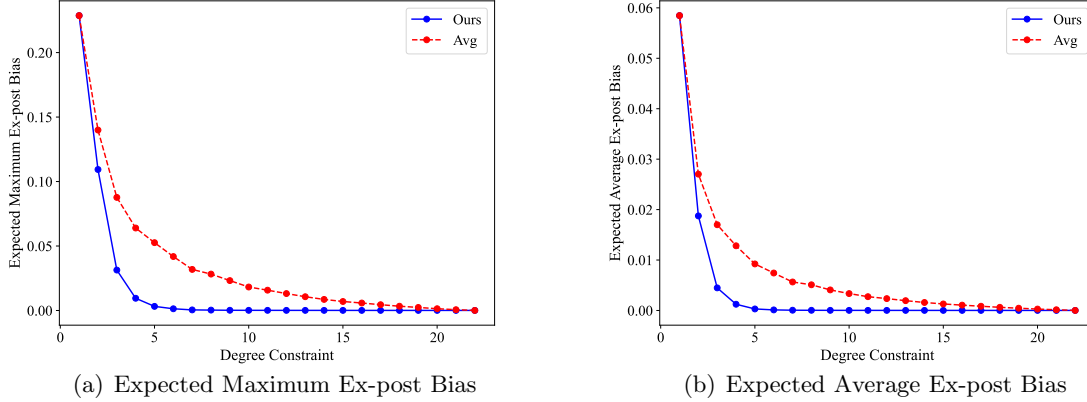 Expected Maximum Ex-post Bias
0.20
0.15
0.10
0.05
0.00
0
5
10
15
20
Degree Constraint
Ours
Avg
(a) Expected Maximum Ex-post Bias
Expected Average Ex-post Bias
0.06
0.05
0.04
0.03
0.02
0.01
0.00
0
5
10
15
20
Degree Constraint
Ours
Avg
(b) Expected Average Ex-post Bias